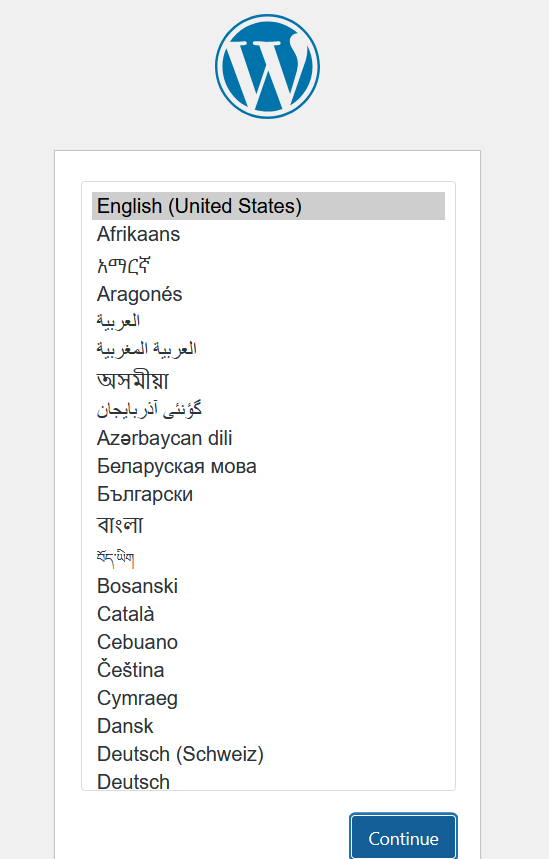 English (United States)
Afrikaans
አማርኛ
Aragonés
العربية
العربية المغربية
অসমীয়া
گؤنئی آذربایجان
Azərbaycan dili
Беларуская мова
Български
বাংলা
བོད་ཡིག
Bosanski
Català
Cebuano
Čeština
Cymraeg
Dansk
Deutsch (Schweiz)
Deutsch
Continue